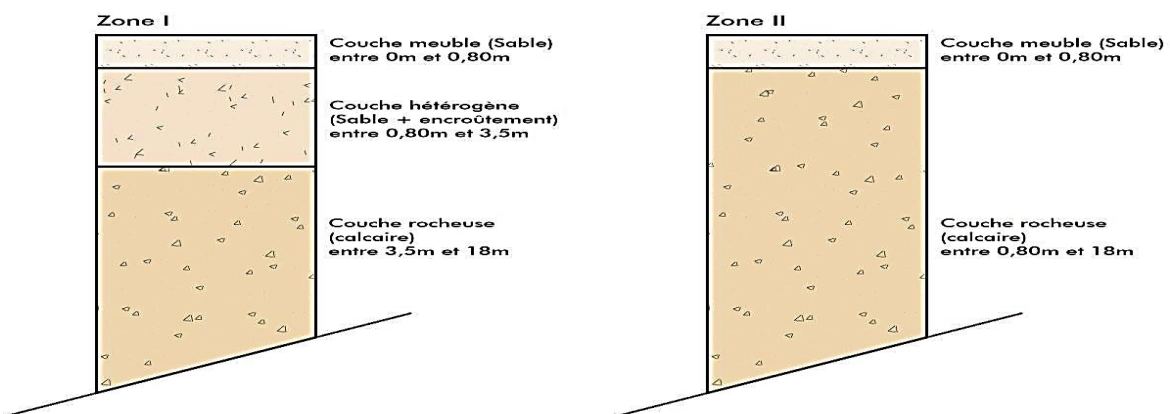 Zone I
Couche meuble (Sable)
entre 0m et 0,80m
Couche hétérogène
(Sable + encroûtement)
entre 0,80m et 3,5m
Couche rocheuse
(calcaire)
entre 3,5m et 18m
Zone II
Couche meuble (Sable)
entre 0m et 0,80m
Couche rocheuse
(calcaire)
entre 0,80m et 18m